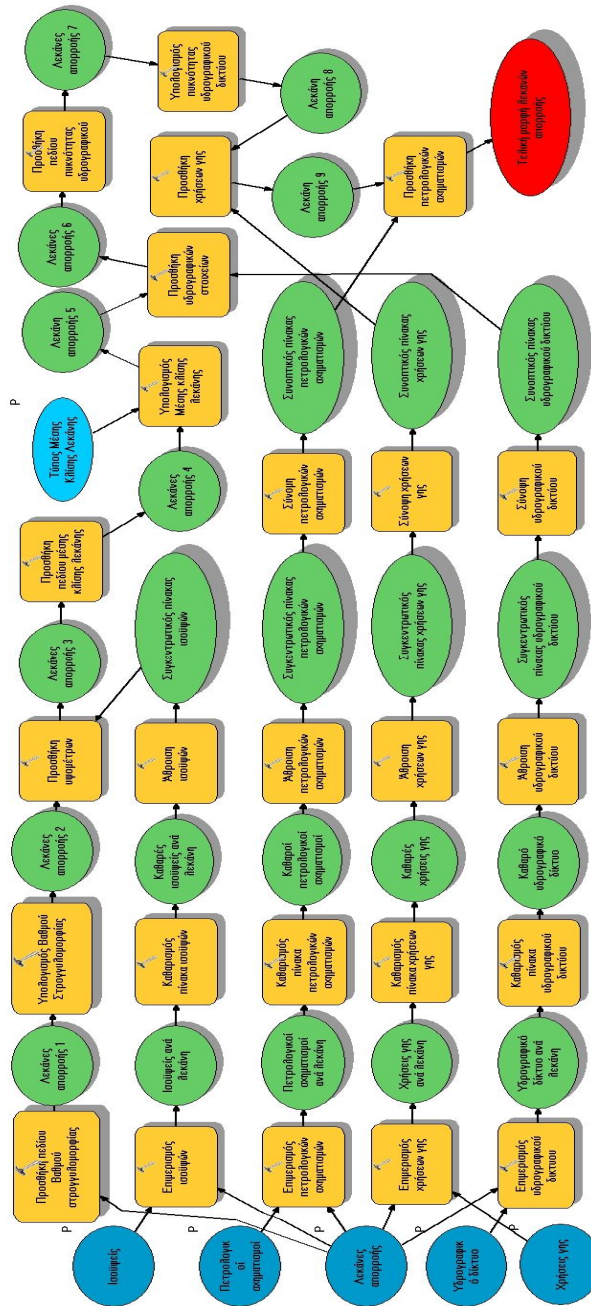 P
Προσθήκη πεδίου
Βαθμού
στρογγυλομορφίας
Λεκάνες
απορροής 1
Υπολογισμός Βαθμού
Στρογγυλομορφίας
Λεκάνες
απορροής 2
Προσθήκη
υψομέτρων
Λεκάνες
απορροής 3
Προσθήκη
πεδίου μέσης
κλίσης λεκάνης
Λεκάνες
απορροής 4
Τύπος Μέσης
Κλίσης Λεκάνης
Υπολογισμός
Μέσης κλίσης
λεκάνης
Λεκάνη
απορροής 5
Προσθήκη
υδρογραφικών
στοιχείων
Λεκάνες
απορροής 6
Προσθήκη
πεδίου
πυκνότητας
υδρογραφικού
Λεκάνες
απορροής 7
Υπολογισμός
πυκνότητας
υδρογραφικού
δικτύου
Λεκάνη
απορροής 8
Προσθήκη
χρήσεων γης
Λεκάνη
απορροής 9
Προσθήκη
πετρολογικών
σχηματισμών
Τελική μορφή λεκανών
απορροής
Ισοϋψείς
P
Επιμερισμός
ισοϋψών
Ισοϋψείς ανά
λεκάνη
Καθαρισμός
πίνακα ισοϋψών
Καθαρές
ισοϋψείς ανά
λεκάνη
Άθροιση
ισοϋψών
Συγκεντρωτικός πίνακας
ισοϋψών
Πετρολογικ
οί
σχηματισμοί
P
Επιμερισμός
πετρολογικών
σχηματισμών
Πετρολογικοί
σχηματισμοί
ανά λεκάνη
Καθαρισμός
πίνακα
πετρολογικών
σχηματισμών
Καθαροί
πετρολογικοί
σχηματισμοί
Άθροιση
πετρολογικών
σχηματισμών
Συγκεντρωτικός πίνακας
πετρολογικών
σχηματισμών
Σύνοψη
πετρολογικών
σχηματισμών
Συνοπτικός πίνακας
πετρολογικών
σχηματισμών
Λεκάνες
απορροής
P
Επιμερισμός
χρήσεων γης
Χρήσεις γης
ανά λεκάνη
Καθαρισμός
πίνακα χρήσεων
γης
Καθαρές
χρήσεις γης
Άθροιση
χρήσεων γης
Συγκεντρωτικός
πίνακας χρήσεων γης
Σύνοψη χρήσεων
γης
Συνοπτικός πίνακας
χρήσεων γης
Υδρογραφικ
ό δίκτυο
P
P
Επιμερισμός
υδρογραφικού
δικτύου
Υδρογραφικό
δίκτυο ανά
λεκάνη
Καθαρισμός
πίνακα
υδρογραφικού
δικτύου
Καθαρό
υδρογραφικό
δίκτυο
Άθροιση
υδρογραφικού
δικτύου
Συγκεντρωτικός
πίνακας υδρογραφικού
δικτύου
Σύνοψη
υδρογραφικού
δικτύου
Συνοπτικός πίνακας
υδρογραφικού δικτύου
Χρήσεις γης